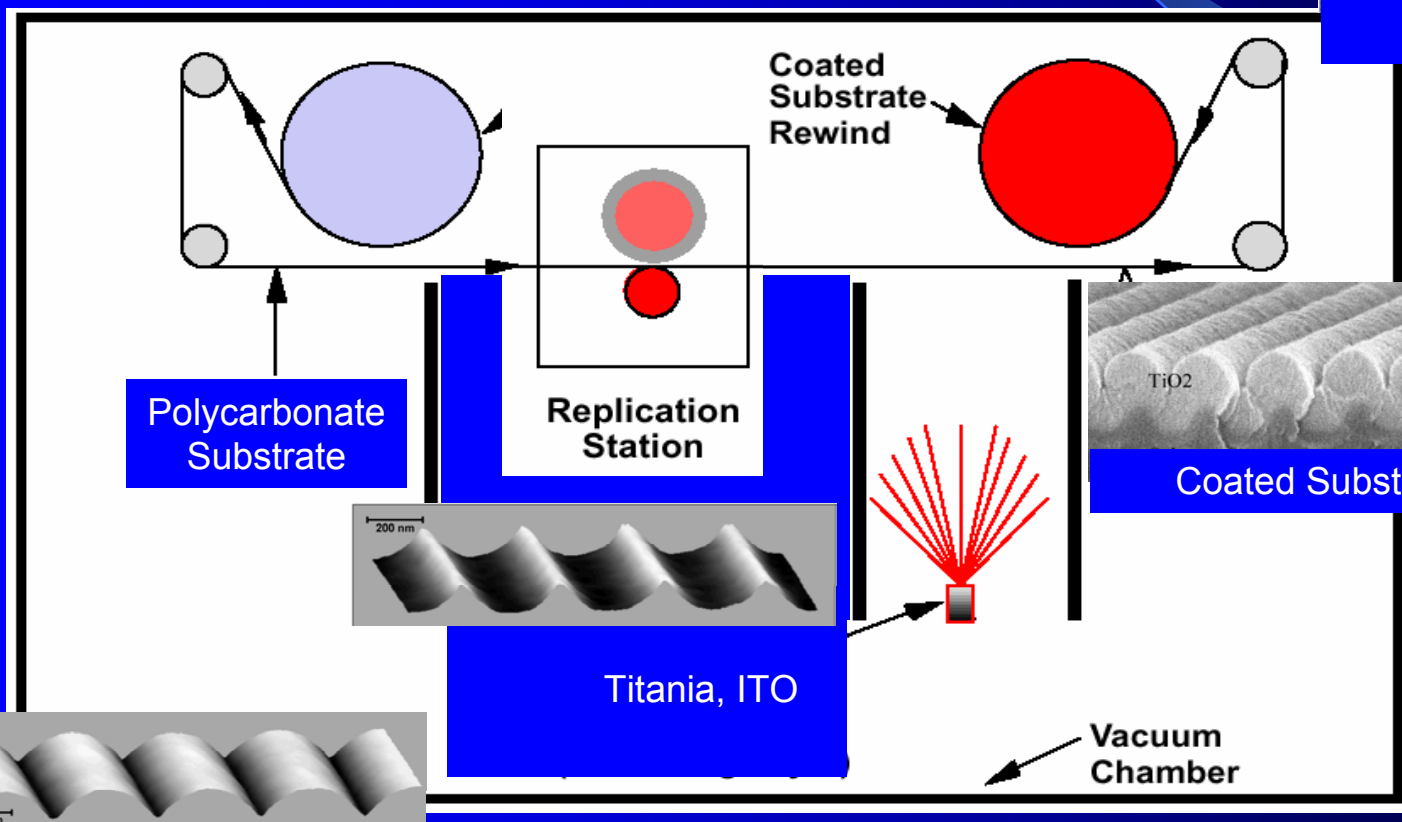 Coated
Substrate
Rewind
Polycarbonate
Substrate
Replication
Station
TiO2
Coated Subst
200 nm
Titania, ITO
Vacuum
Chamber